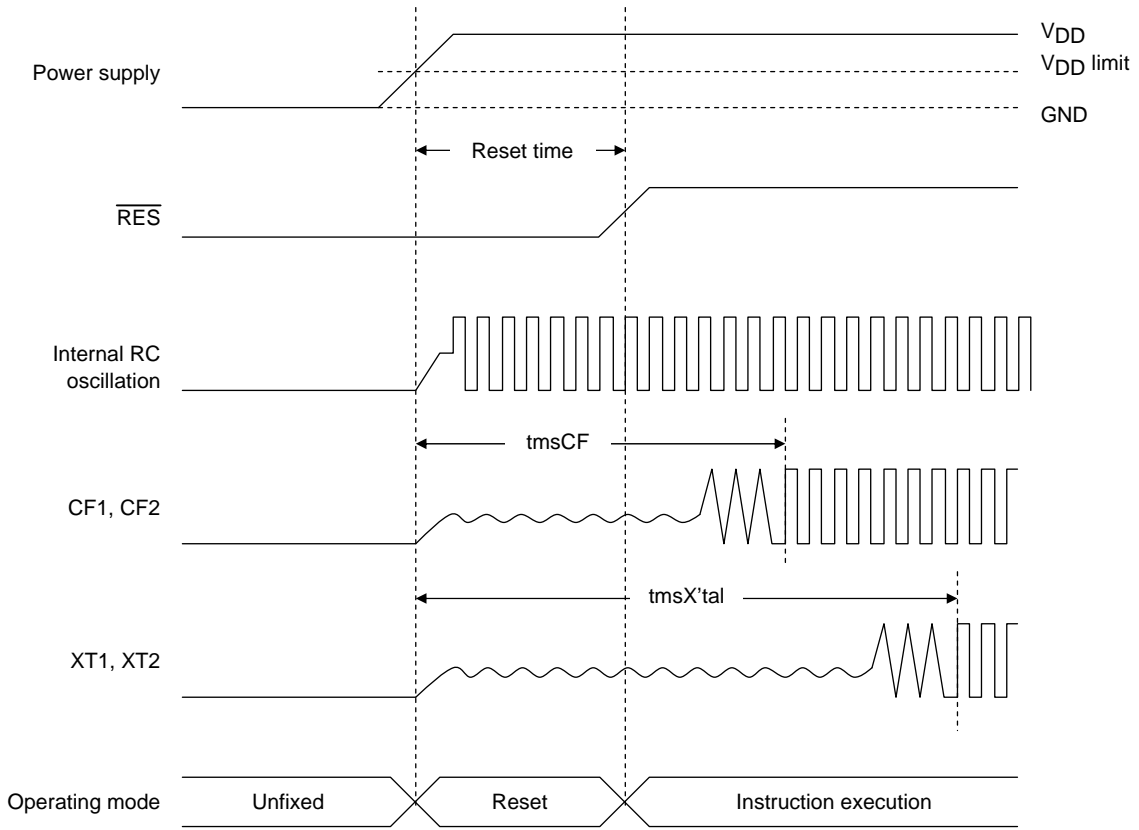 VDD
Power supply
VDD limit
GND
Reset time
RES
Internal RC
oscillation
tmsCF
CF1, CF2
tmsX'tal
XT1, XT2
Operating mode
Unfixed
Reset
Instruction execution